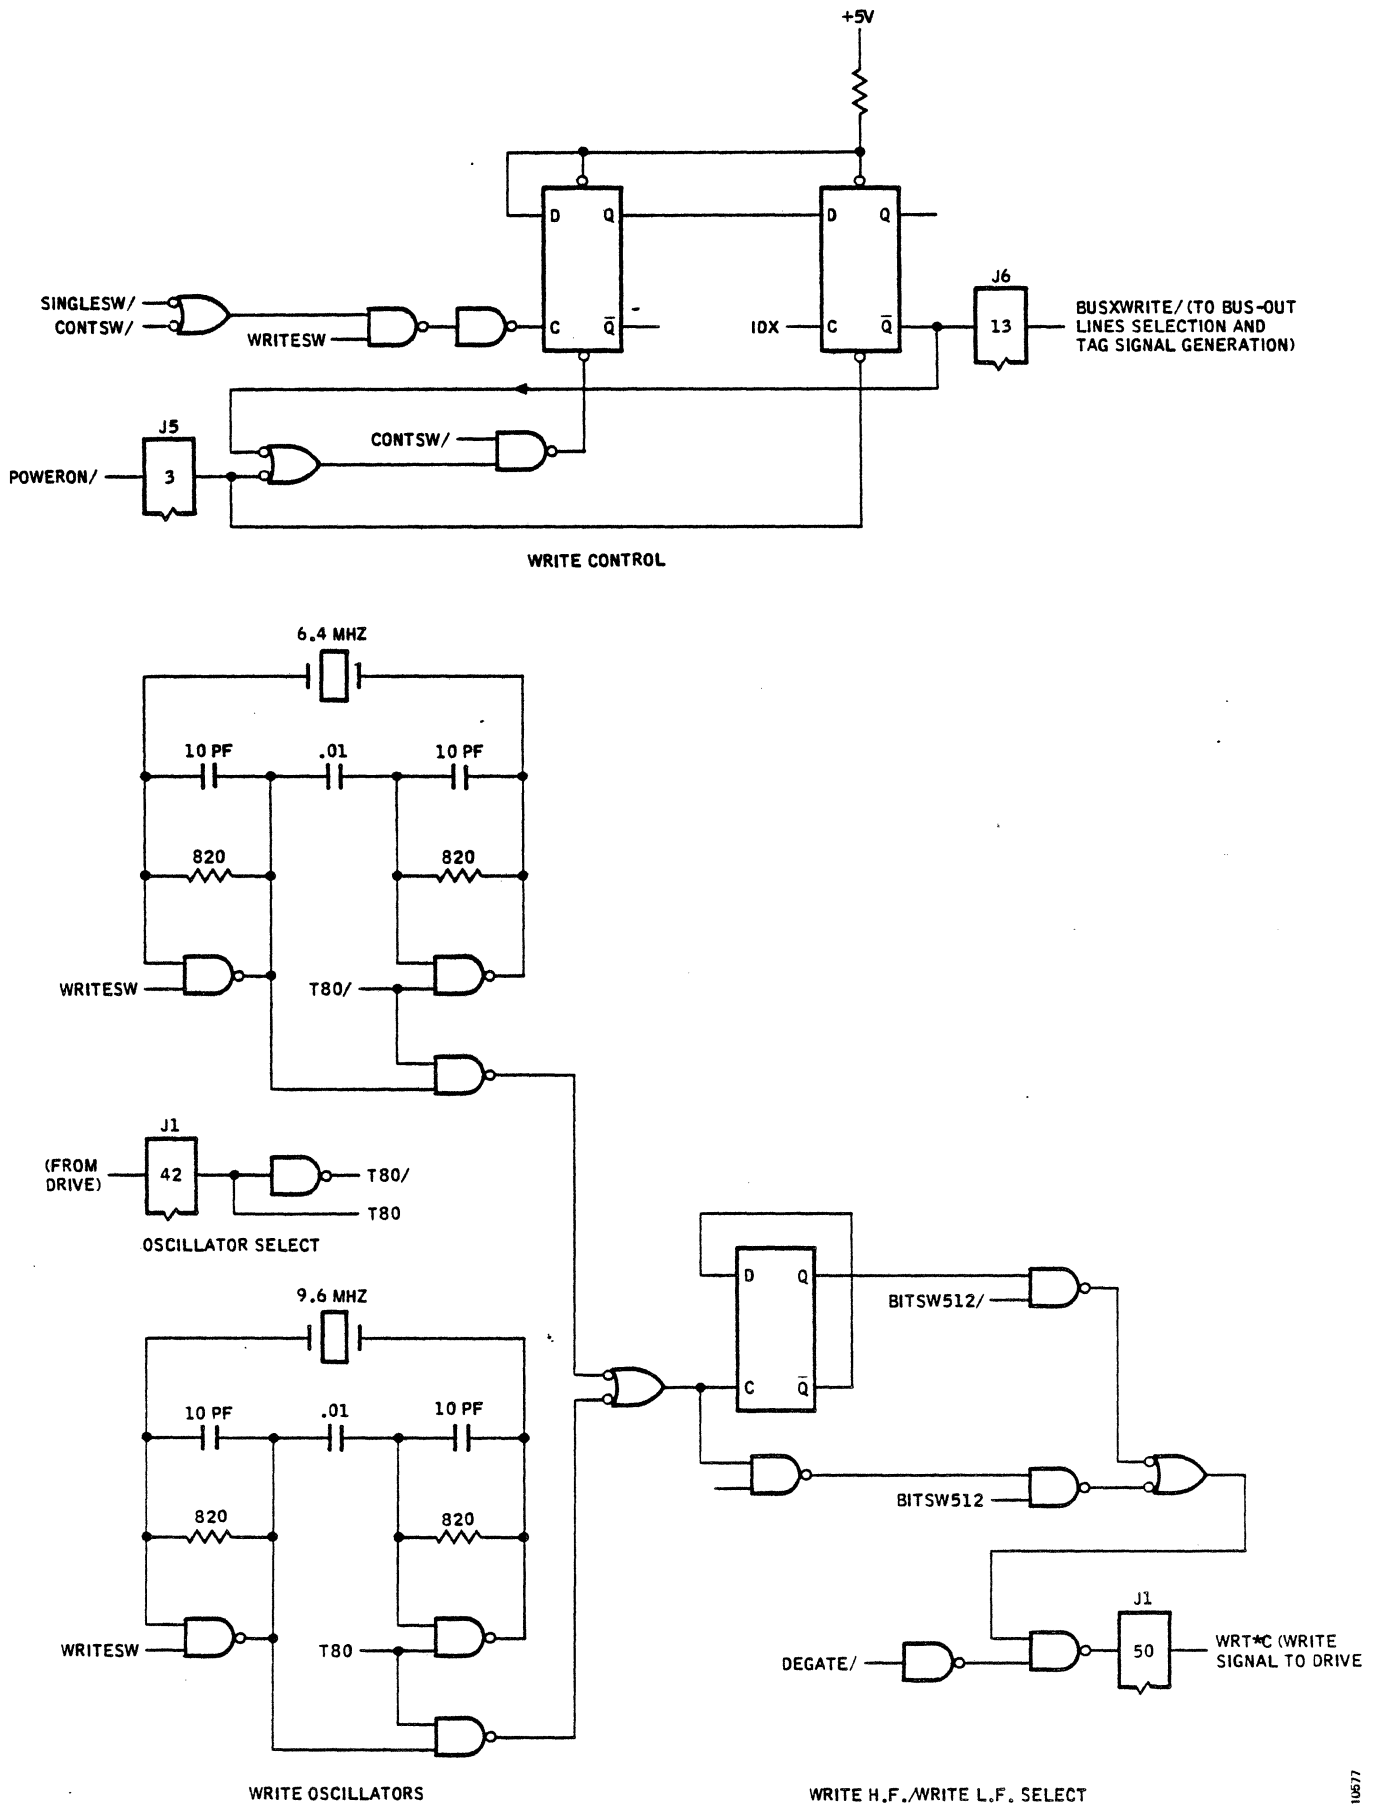 +5V
D Q
D Q
J6
SINGLESW/
CONTSW/
WRITESW
C Q̅
IDX
C Q̅
13
BUSXWRITE/ (TO BUS-OUT
LINES SELECTION AND
TAG SIGNAL GENERATION)
J5
CONTSW/
POWERON/
3
WRITE CONTROL
6.4 MHZ
10 PF
.01
10 PF
820
820
WRITESW
T80/
J1
(FROM
DRIVE)
42
T80/
T80
OSCILLATOR SELECT
9.6 MHZ
10 PF
.01
10 PF
820
820
WRITESW
T80
WRITE OSCILLATORS
D Q
BITSW512/
C Q̅
BITSW512
J1
DEGATE/
50
WRT*C (WRITE
SIGNAL TO DRIVE
WRITE H.F./WRITE L.F. SELECT
10577